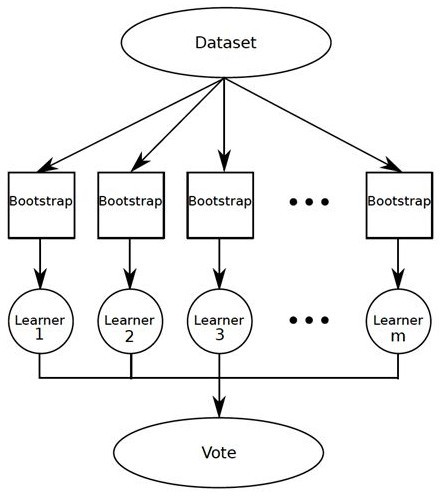 Dataset
Bootstrap Bootstrap Bootstrap ••• Bootstrap
Learner Learner Learner ••• Learner
1 2 3 m
Vote